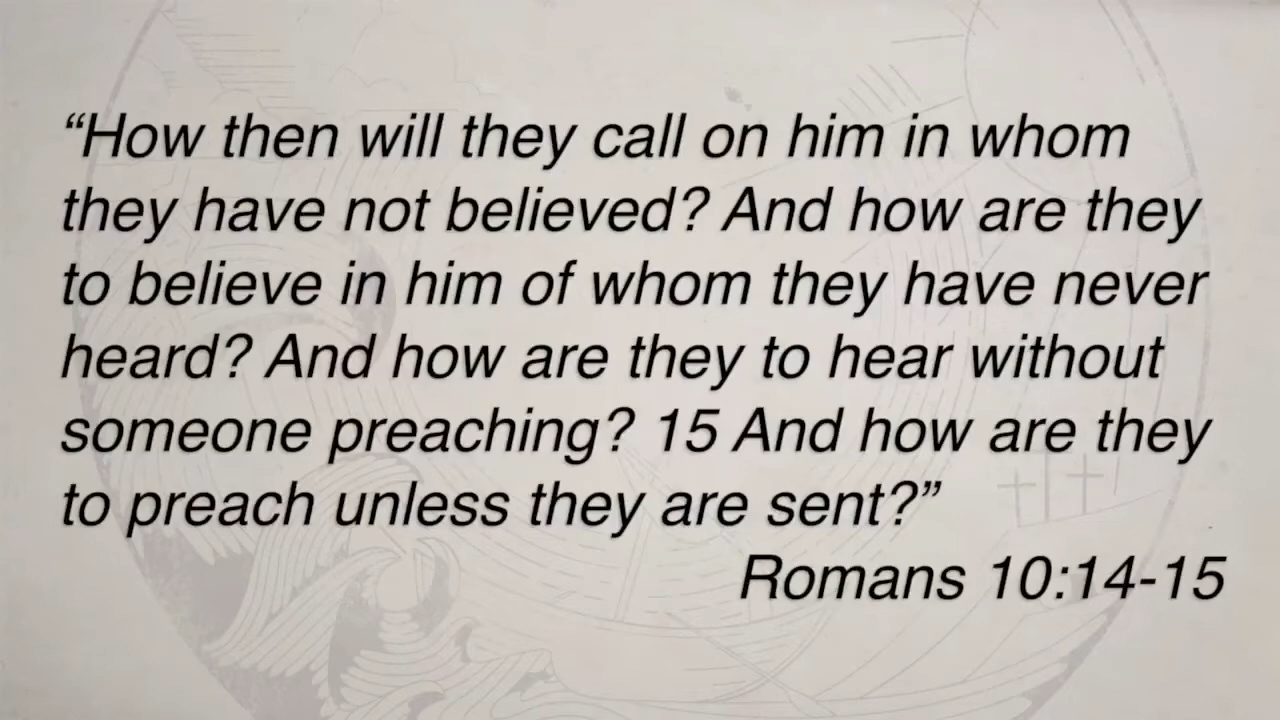 “How then will they call on him in whom
they have not believed? And how are they
to believe in him of whom they have never
heard? And how are they to hear without
someone preaching? 15 And how are they
to preach unless they are sent?”
Romans 10:14-15